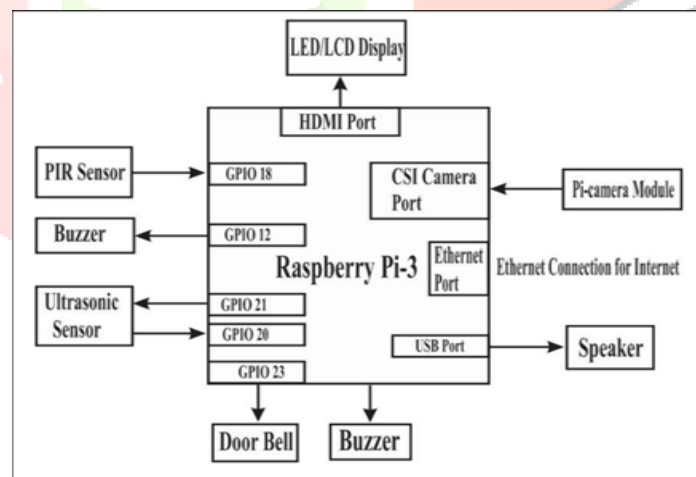 LED/LCD Display
HDMI Port
PIR Sensor
GPIO 18
CSI Camera
Port
Pi-camera Module
Buzzer
GPIO 12
Raspberry Pi-3
Ethernet
Port
Ethernet Connection for Internet
Ultrasonic
Sensor
GPIO 21
GPIO 20
USB Port
Speaker
GPIO 23
Door Bell
Buzzer